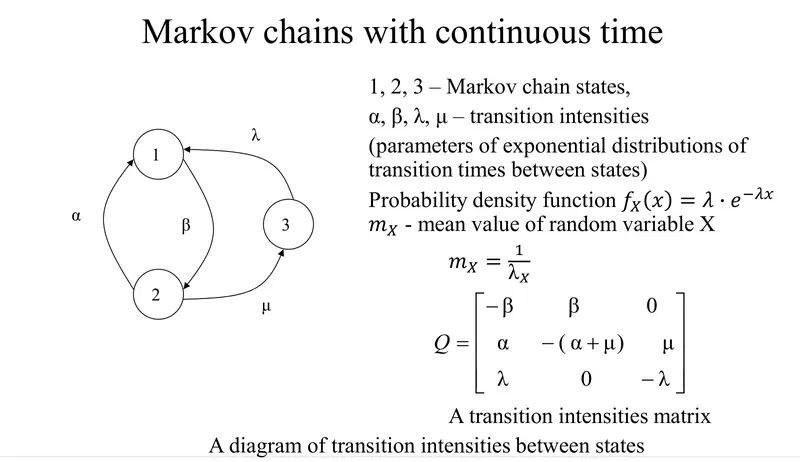 Markov chains with continuous time
1, 2, 3 – Markov chain states,
α, β, λ, μ – transition intensities
(parameters of exponential distributions of
transition times between states)
Probability density function f_X(x) = λ · e^{−λx}
m_X - mean value of random variable X
m_X = 1/λ_X
λ
1
α
β
3
2
μ
Q = [ −β β 0
α −( α+μ) μ
λ 0 −λ ]
A transition intensities matrix
A diagram of transition intensities between states